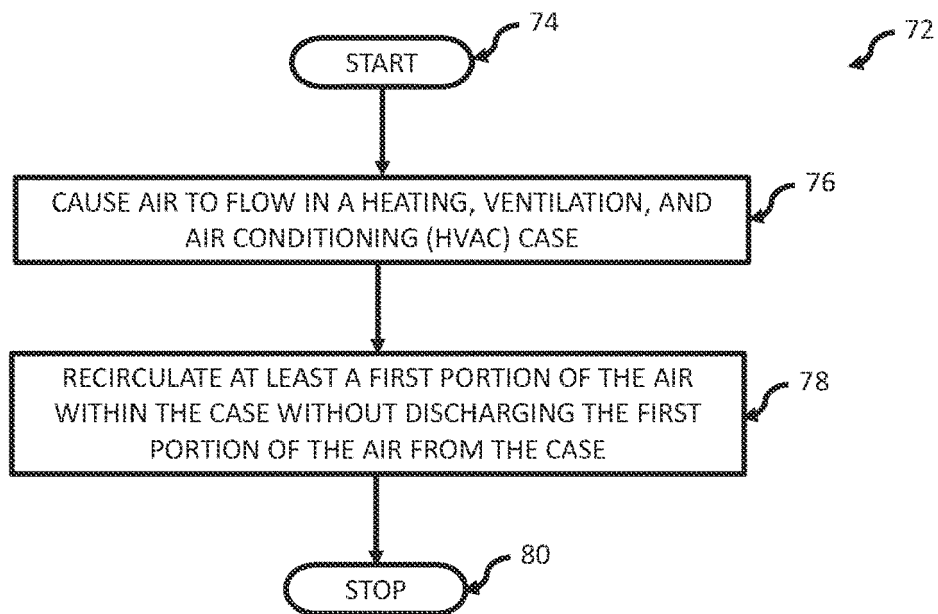 74
72
START
76
CAUSE AIR TO FLOW IN A HEATING, VENTILATION, AND
AIR CONDITIONING (HVAC) CASE
RECIRCULATE AT LEAST A FIRST PORTION OF THE AIR
78
WITHIN THE CASE WITHOUT DISCHARGING THE FIRST
PORTION OF THE AIR FROM THE CASE
80
STOP